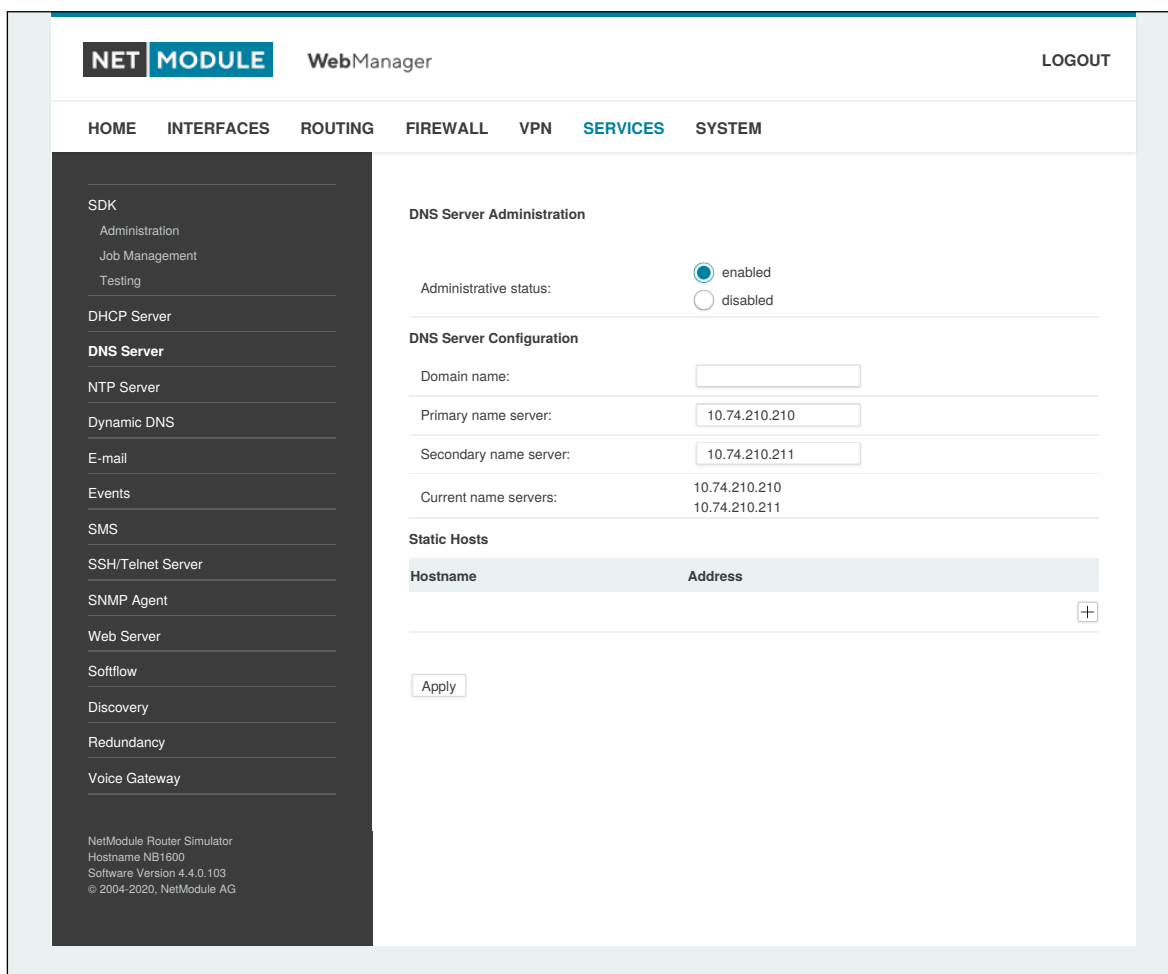 NET MODULE WebManager LOGOUT
HOME INTERFACES ROUTING FIREWALL VPN SERVICES SYSTEM
SDK
Administration
Job Management
Testing
DHCP Server
DNS Server
NTP Server
Dynamic DNS
E-mail
Events
SMS
SSH/Telnet Server
SNMP Agent
Web Server
Softflow
Discovery
Redundancy
Voice Gateway
NetModule Router Simulator
Hostname NB1600
Software Version 4.4.0.103
© 2004-2020, NetModule AG
DNS Server Administration
Administrative status:
enabled
disabled
DNS Server Configuration
Domain name:
Primary name server: 10.74.210.210
Secondary name server: 10.74.210.211
Current name servers: 10.74.210.210
10.74.210.211
Static Hosts
Hostname Address
Apply